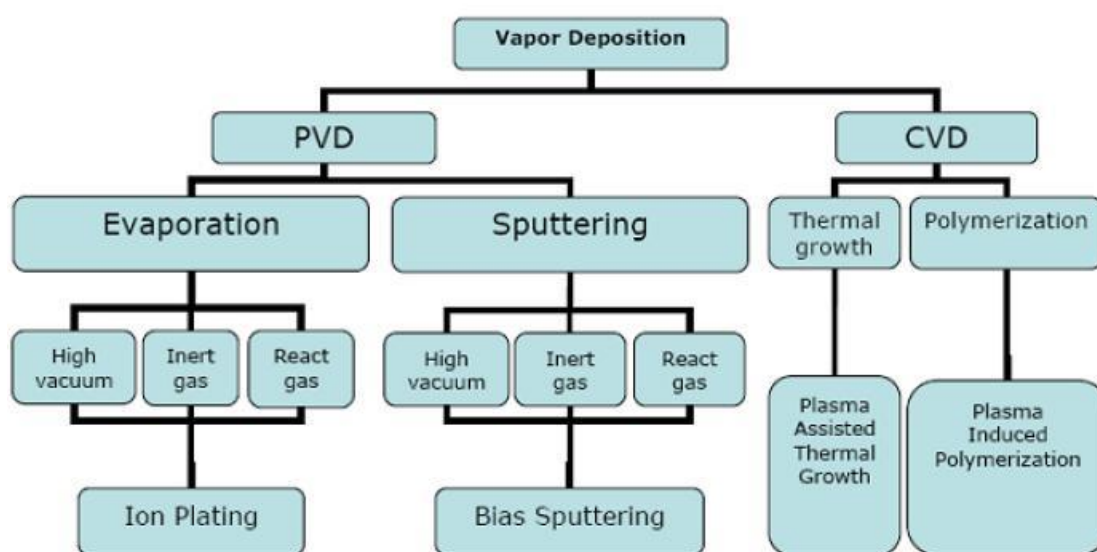 Vapor Deposition
PVD
CVD
Evaporation
Sputtering
Thermal
growth
Polymerization
High
vacuum
Inert
gas
React
gas
High
vacuum
Inert
gas
React
gas
Plasma
Assisted
Thermal
Growth
Plasma
Induced
Polymerization
Ion Plating
Bias Sputtering